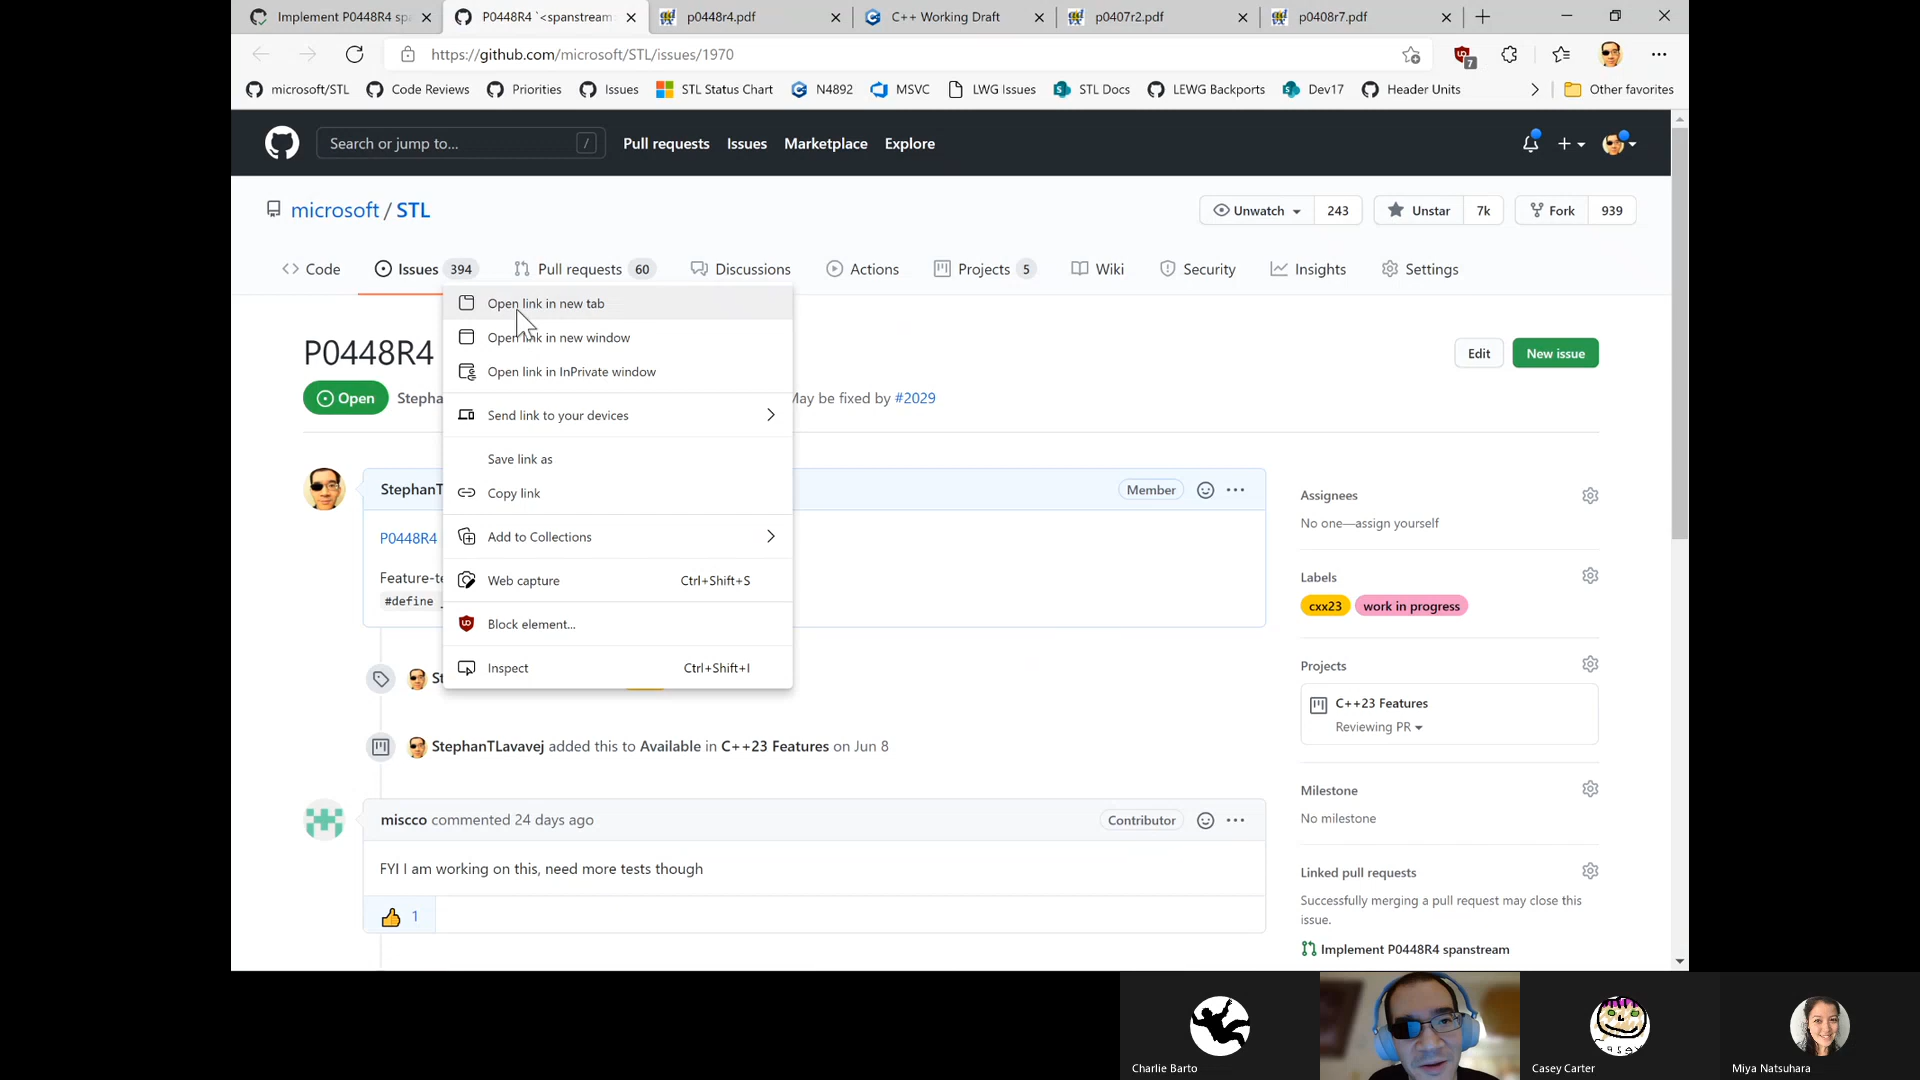 Implement P0448R4 sp
P0448R4 `<spanstream
p0448r4.pdf
C++ Working Draft
p0407r2.pdf
p0408r7.pdf
https://github.com/microsoft/STL/issues/1970
7
microsoft/STL
Code Reviews
Priorities
Issues
STL Status Chart
N4892
MSVC
LWG Issues
STL Docs
LEWG Backports
Dev17
Header Units
Other favorites
Search or jump to...
/
Pull requests
Issues
Marketplace
Explore
microsoft / STL
Unwatch 243
Unstar 7k
Fork 939
Code
Issues 394
Pull requests 60
Discussions
Actions
Projects 5
Wiki
Security
Insights
Settings
Open link in new tab
Open link in new window
Open link in InPrivate window
Send link to your devices
Save link as
Copy link
Add to Collections
Web capture Ctrl+Shift+S
Block element...
Inspect Ctrl+Shift+I
P0448R4
Edit
New issue
Open
Stepha
May be fixed by #2029
StephanT
Member
P0448R4
Feature-te
#define _
St
StephanTLavavej added this to Available in C++23 Features on Jun 8
miscco commented 24 days ago
Contributor
FYI I am working on this, need more tests though
1
Assignees
No one—assign yourself
Labels
cxx23
work in progress
Projects
C++23 Features
Reviewing PR
Milestone
No milestone
Linked pull requests
Successfully merging a pull request may close this
issue.
Implement P0448R4 spanstream
Charlie Barto
Casey Carter
Miya Natsuhara